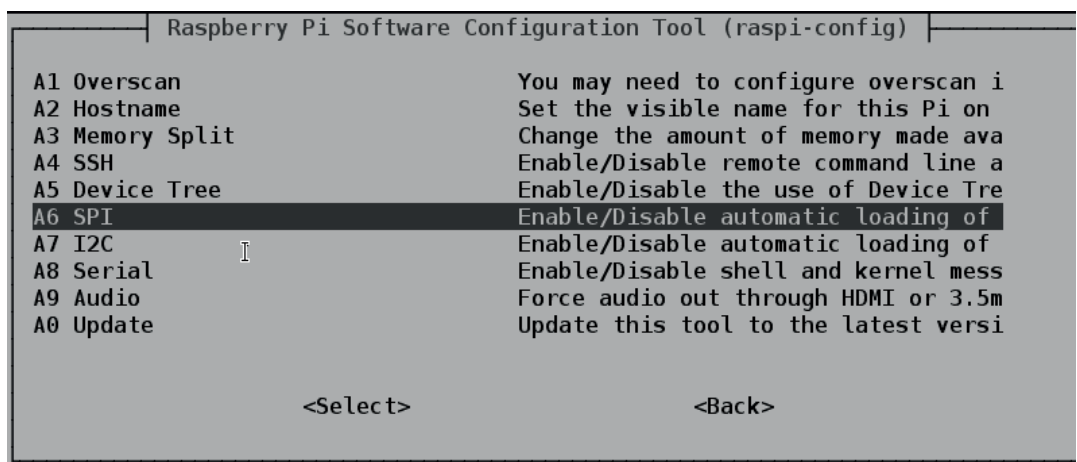 Raspberry Pi Software Configuration Tool (raspi-config)
A1 Overscan You may need to configure overscan i
A2 Hostname Set the visible name for this Pi on
A3 Memory Split Change the amount of memory made ava
A4 SSH Enable/Disable remote command line a
A5 Device Tree Enable/Disable the use of Device Tre
A6 SPI Enable/Disable automatic loading of
A7 I2C Enable/Disable automatic loading of
A8 Serial Enable/Disable shell and kernel mess
A9 Audio Force audio out through HDMI or 3.5m
A0 Update Update this tool to the latest versi
<Select> <Back>